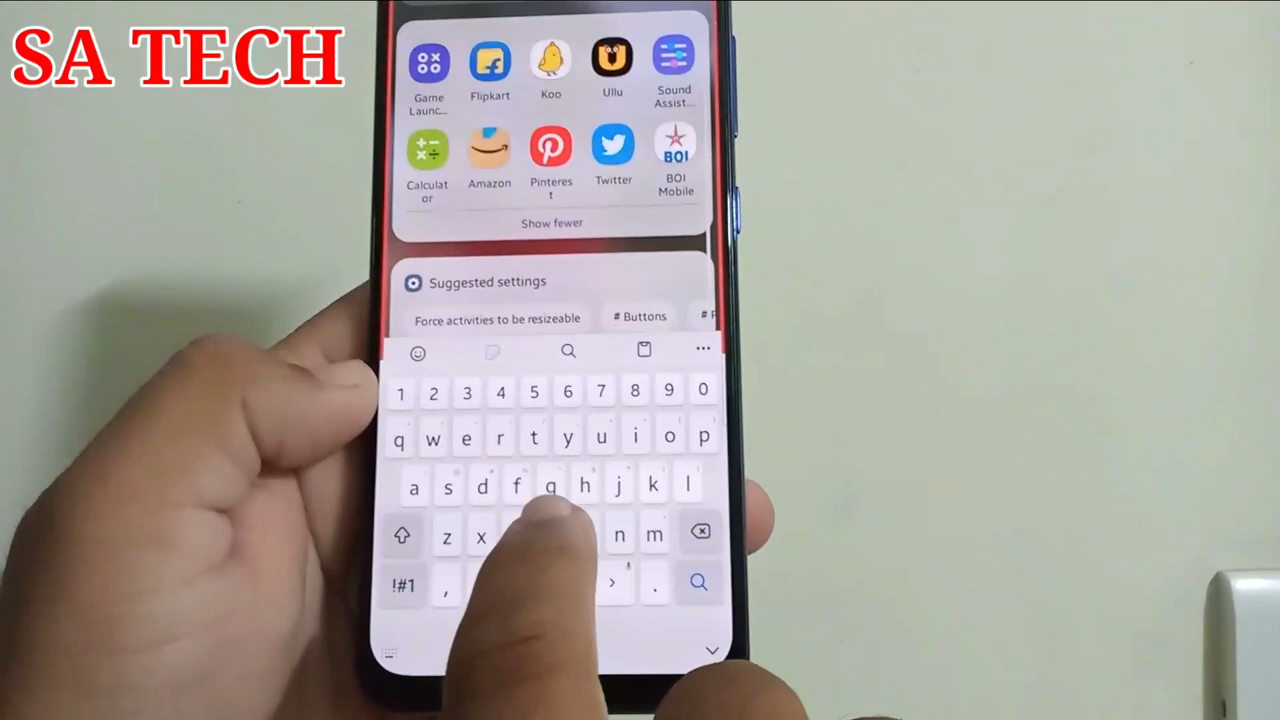 SA TECH
Game Launc...
Flipkart
Koo
Ullu
Sound Assist...
Calculat or
Amazon
Pinteres t
Twitter
BOI
BOI Mobile
Show fewer
Suggested settings
Force activities to be resizeable
# Buttons
#
1 2 3 4 5 6 7 8 9 0
q w e r t y u i o p
a s d f g h j k l
z x n m
!#1 , > .